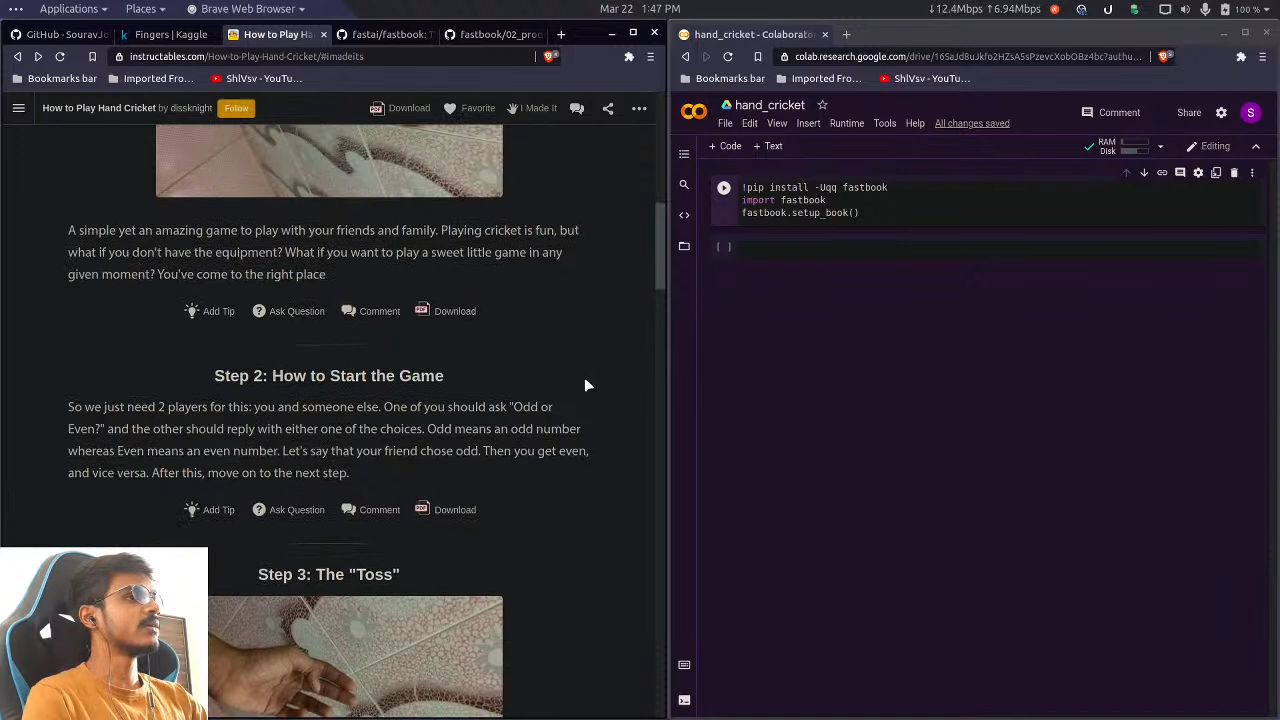 Applications
Places
Brave Web Browser
Mar 22 1:47 PM
↓12.4Mbps ↑6.94Mbps
100 %
GitHub - SouravJo
Fingers | Kaggle
How to Play Ha
fastai/fastbook: T
fastbook/02_prod
hand_cricket - Colaborato
instructables.com/How-to-Play-Hand-Cricket/#imadeits
Bookmarks bar
Imported Fro...
ShlVsv - YouTu...
Bookmarks bar
Imported Fro...
ShlVsv - YouTu...
How to Play Hand Cricket by dissknight
Follow
Download
Favorite
I Made It
hand_cricket
Comment
Share
S
File Edit View Insert Runtime Tools Help All changes saved
+ Code + Text
RAM
Disk
Editing
!pip install -Uqq fastbook
import fastbook
fastbook.setup_book()
[ ]
A simple yet an amazing game to play with your friends and family. Playing cricket is fun, but
what if you don't have the equipment? What if you want to play a sweet little game in any
given moment? You've come to the right place
Add Tip
Ask Question
Comment
Download
Step 2: How to Start the Game
So we just need 2 players for this: you and someone else. One of you should ask "Odd or
Even?" and the other should reply with either one of the choices. Odd means an odd number
whereas Even means an even number. Let's say that your friend chose odd. Then you get even,
and vice versa. After this, move on to the next step.
Add Tip
Ask Question
Comment
Download
Step 3: The "Toss"